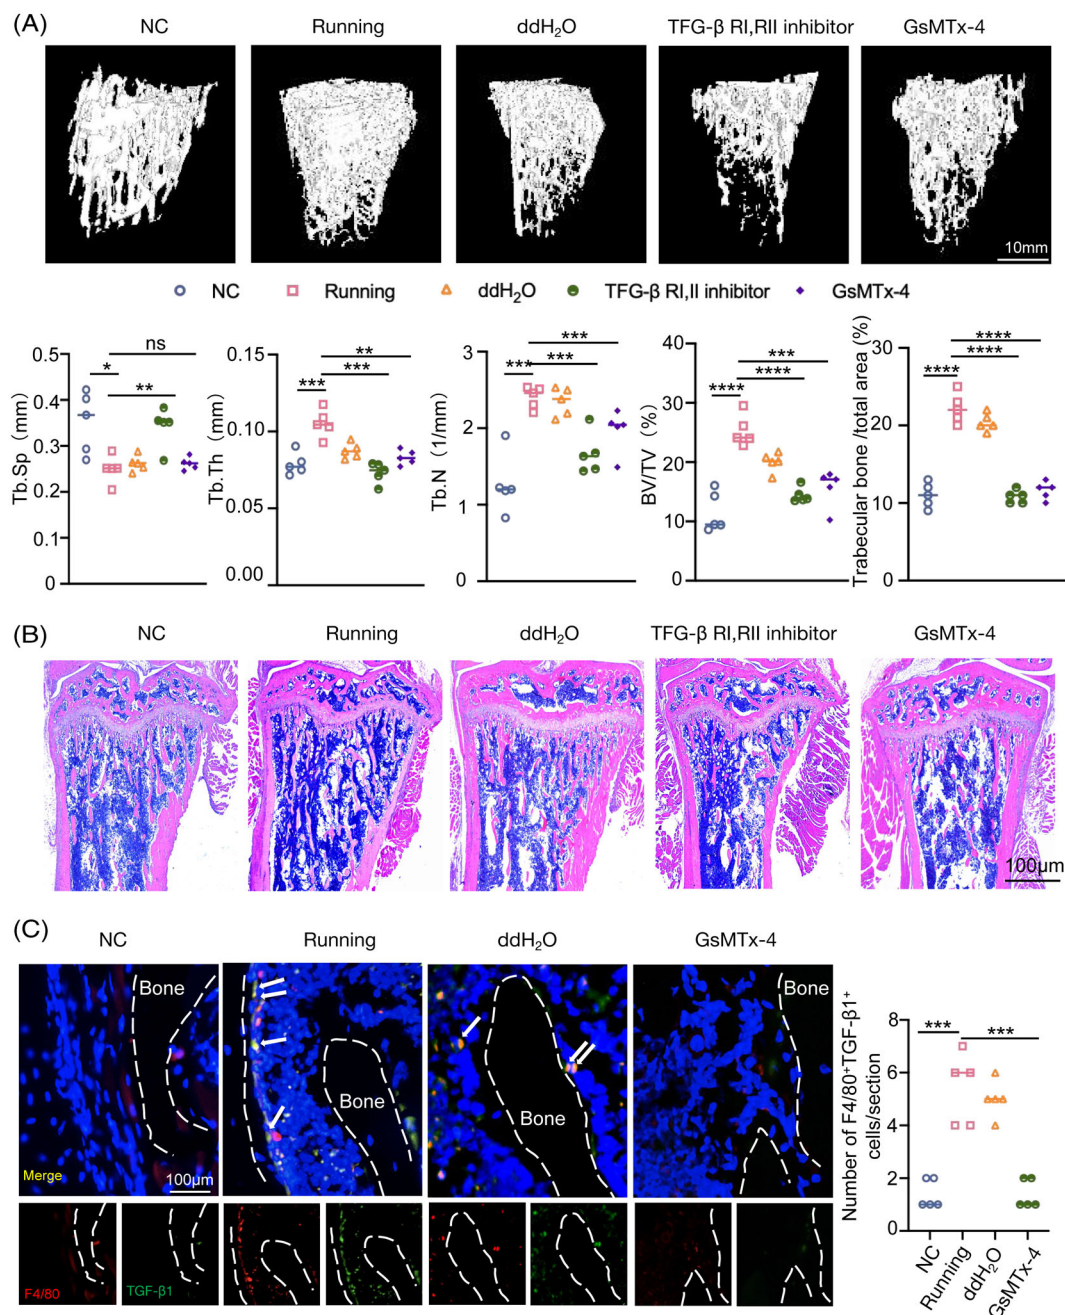 (A)
NC Running ddH₂O TFG-β RI,RII inhibitor GsMTx-4
10mm
NC Running ddH₂O TFG-β RI,II inhibitor GsMTx-4
Tb.Sp (mm)
0.5
0.4
0.3
0.2
0.1
0
* ** ns
Tb.Th (mm)
0.15
0.10
0.05
0.00
*** *** **
Tb.N (1/mm)
3
2
1
0
*** *** ***
BV/TV (%)
40
30
20
10
0
**** **** ***
Trabecular bone /total area (%)
30
20
10
0
**** **** ****
(B)
NC Running ddH₂O TFG-β RI,RII inhibitor GsMTx-4
100μm
(C)
NC Running ddH₂O GsMTx-4
Bone
Bone
Bone
Bone
Merge
100μm
F4/80
TGF-β1
Number of F4/80⁺TGF-β1⁺
cells/section
8
6
4
2
0
*** ***
NC
Running
ddH₂O
GsMTx-4